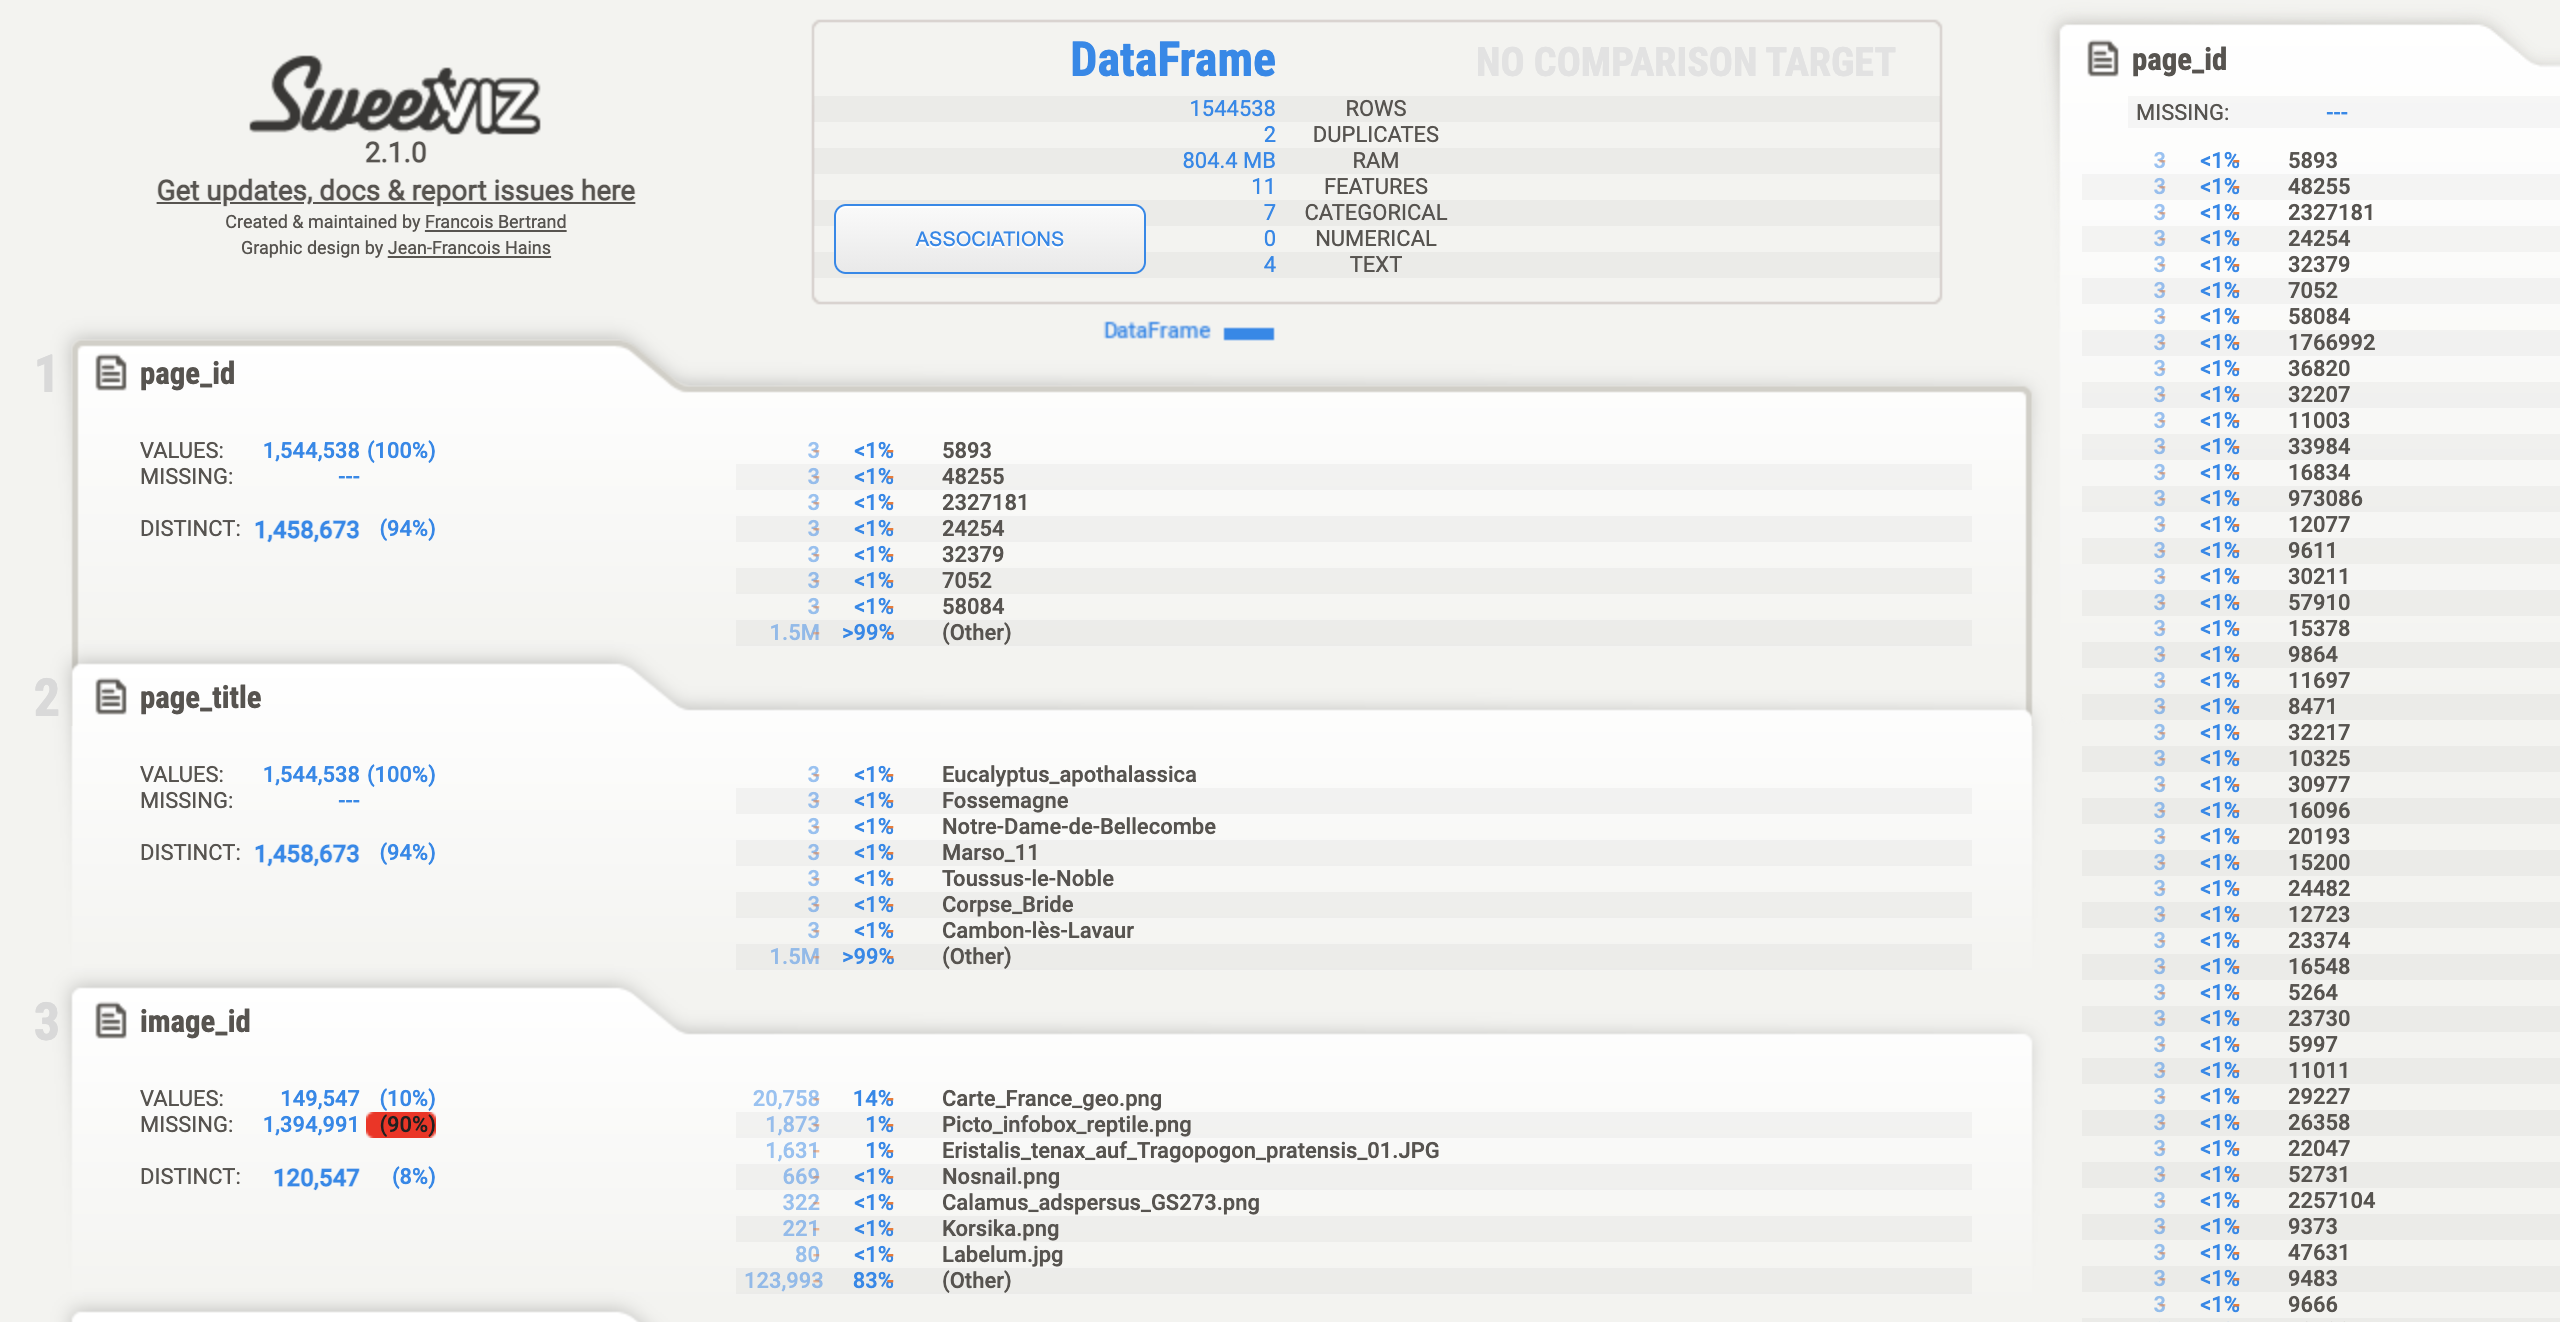 SweetVIZ
2.1.0
Get updates, docs & report issues here
Created & maintained by Francois Bertrand
Graphic design by Jean-Francois Hains
DataFrame NO COMPARISON TARGET
1544538 ROWS
2 DUPLICATES
804.4 MB RAM
11 FEATURES
7 CATEGORICAL
0 NUMERICAL
4 TEXT
ASSOCIATIONS
DataFrame
1
page_id
VALUES: 1,544,538 (100%)
MISSING: ---
DISTINCT: 1,458,673 (94%)
3 <1% 5893
3 <1% 48255
3 <1% 2327181
3 <1% 24254
3 <1% 32379
3 <1% 7052
3 <1% 58084
1.5M >99% (Other)
2
page_title
VALUES: 1,544,538 (100%)
MISSING: ---
DISTINCT: 1,458,673 (94%)
3 <1% Eucalyptus_apothalassica
3 <1% Fossemagne
3 <1% Notre-Dame-de-Bellecombe
3 <1% Marso_11
3 <1% Toussus-le-Noble
3 <1% Corpse_Bride
3 <1% Cambon-lès-Lavaur
1.5M >99% (Other)
3
image_id
VALUES: 149,547 (10%)
MISSING: 1,394,991 (90%)
DISTINCT: 120,547 (8%)
20,758 14% Carte_France_geo.png
1,873 1% Picto_infobox_reptile.png
1,631 1% Eristalis_tenax_auf_Tragopogon_pratensis_01.JPG
669 <1% Nosnail.png
322 <1% Calamus_adspersus_GS273.png
221 <1% Korsika.png
80 <1% Labelum.jpg
123,993 83% (Other)
page_id
MISSING: ---
3 <1% 5893
3 <1% 48255
3 <1% 2327181
3 <1% 24254
3 <1% 32379
3 <1% 7052
3 <1% 58084
3 <1% 1766992
3 <1% 36820
3 <1% 32207
3 <1% 11003
3 <1% 33984
3 <1% 16834
3 <1% 973086
3 <1% 12077
3 <1% 9611
3 <1% 30211
3 <1% 57910
3 <1% 15378
3 <1% 9864
3 <1% 11697
3 <1% 8471
3 <1% 32217
3 <1% 10325
3 <1% 30977
3 <1% 16096
3 <1% 20193
3 <1% 15200
3 <1% 24482
3 <1% 12723
3 <1% 23374
3 <1% 16548
3 <1% 5264
3 <1% 23730
3 <1% 5997
3 <1% 11011
3 <1% 29227
3 <1% 26358
3 <1% 22047
3 <1% 52731
3 <1% 2257104
3 <1% 9373
3 <1% 47631
3 <1% 9483
3 <1% 9666